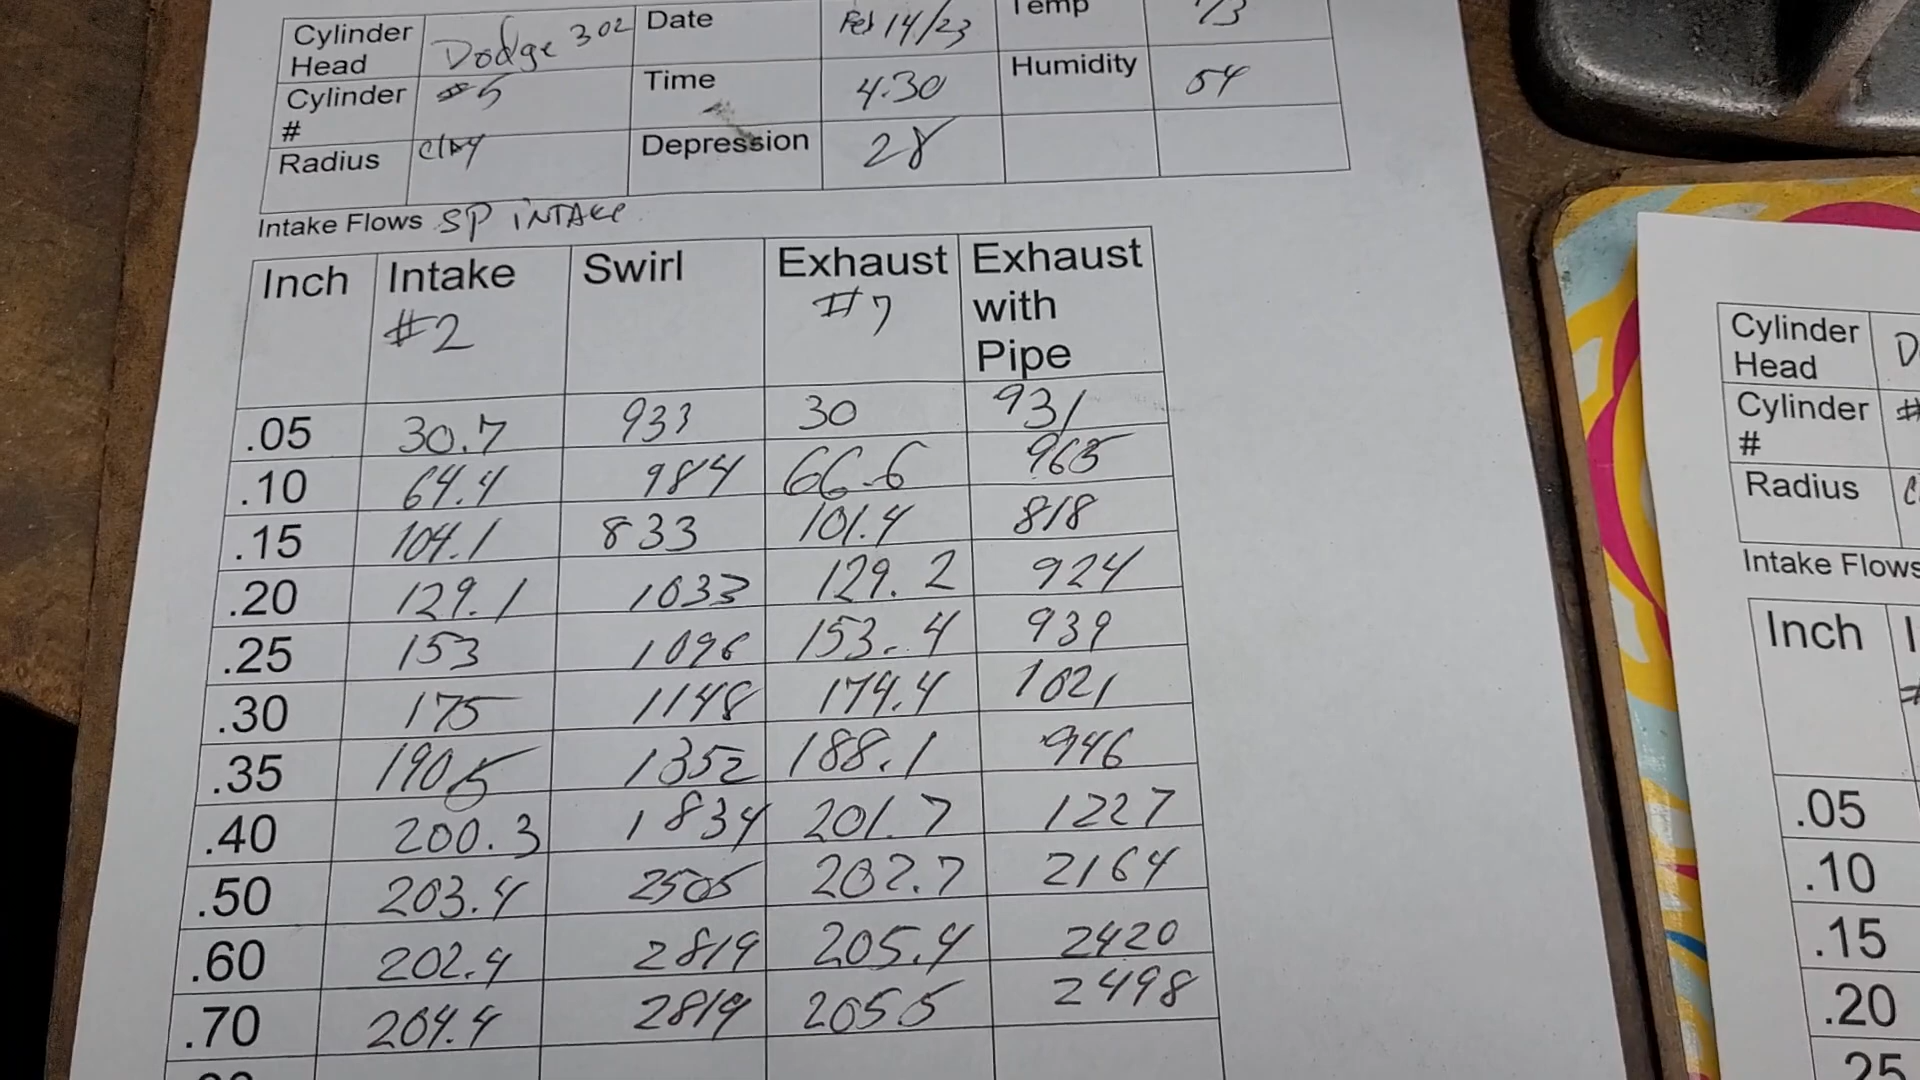 Cylinder Head Dodge 302 Date Feb 14/23 Temp 73
Cylinder # #5 Time 4:30 Humidity 54
Radius clay Depression 28
Intake Flows SP INTAKE
Inch Intake #2 Swirl Exhaust #7 Exhaust with Pipe
.05 30.7 933 30 931
.10 64.4 984 66.6 965
.15 104.1 833 101.4 818
.20 129.1 1033 129.2 924
.25 153 1096 153.4 939
.30 175 1148 174.4 1021
.35 190.5 1352 188.1 946
.40 200.3 1834 201.7 1227
.50 203.4 2505 202.7 2164
.60 202.4 2819 205.4 2420
.70 204.4 2819 205.5 2498
Cylinder Head D
Cylinder # #
Radius C
Intake Flows
Inch I
.05
.10
.15
.20
.25